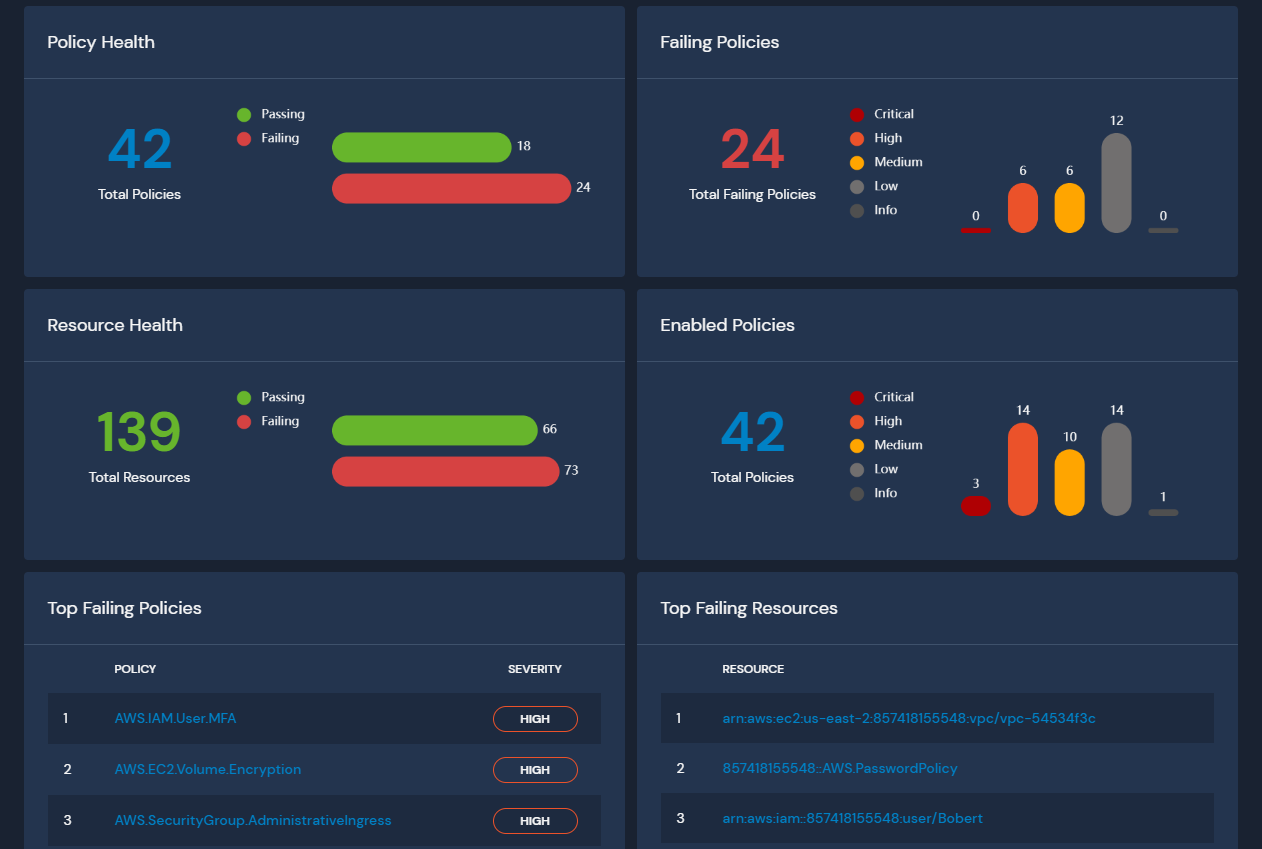 Policy Health
42
Total Policies
Passing
Failing
18
24
Failing Policies
24
Total Failing Policies
Critical
High
Medium
Low
Info
0
6
6
12
0
Resource Health
139
Total Resources
Passing
Failing
66
73
Enabled Policies
42
Total Policies
Critical
High
Medium
Low
Info
3
14
10
14
1
Top Failing Policies
POLICY SEVERITY
1 AWS.IAM.User.MFA HIGH
2 AWS.EC2.Volume.Encryption HIGH
3 AWS.SecurityGroup.AdministrativeIngress HIGH
Top Failing Resources
RESOURCE
1 arn:aws:ec2:us-east-2:857418155548:vpc/vpc-54534f3c
2 857418155548::AWS.PasswordPolicy
3 arn:aws:iam::857418155548:user/Bobert